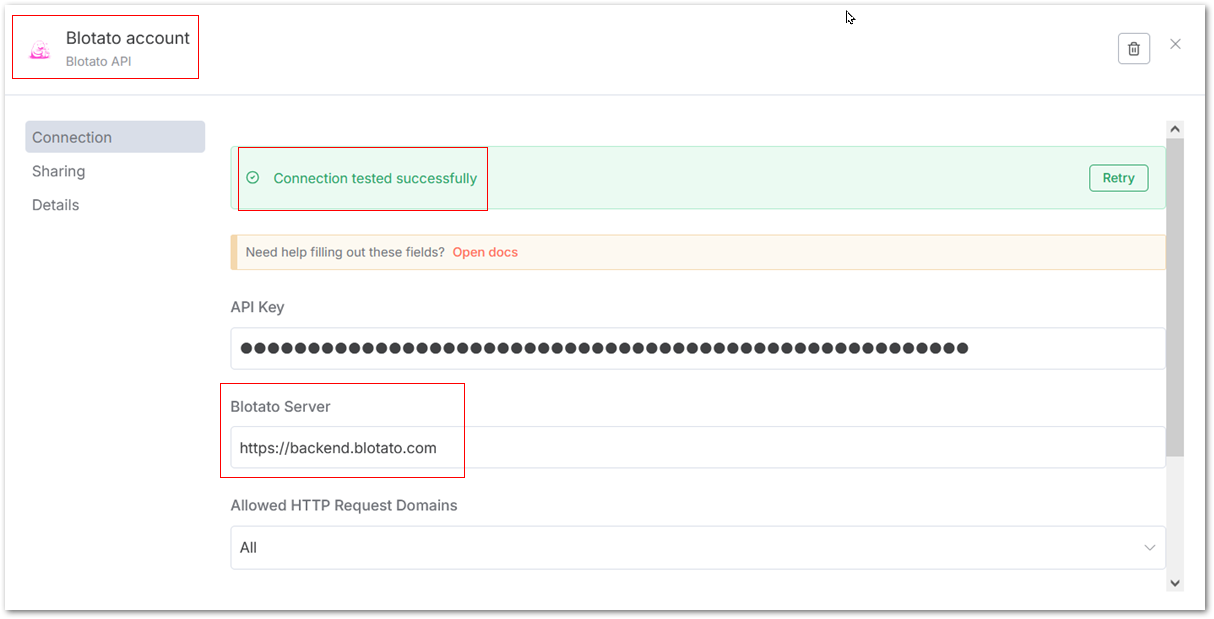 Blotato account
Blotato API
Connection
Sharing
Details
Connection tested successfully
Retry
Need help filling out these fields? Open docs
API Key
●●●●●●●●●●●●●●●●●●●●●●●●●●●●●●●●●●●●●●●●●●●●●●●●●●●●●●
Blotato Server
https://backend.blotato.com
Allowed HTTP Request Domains
All